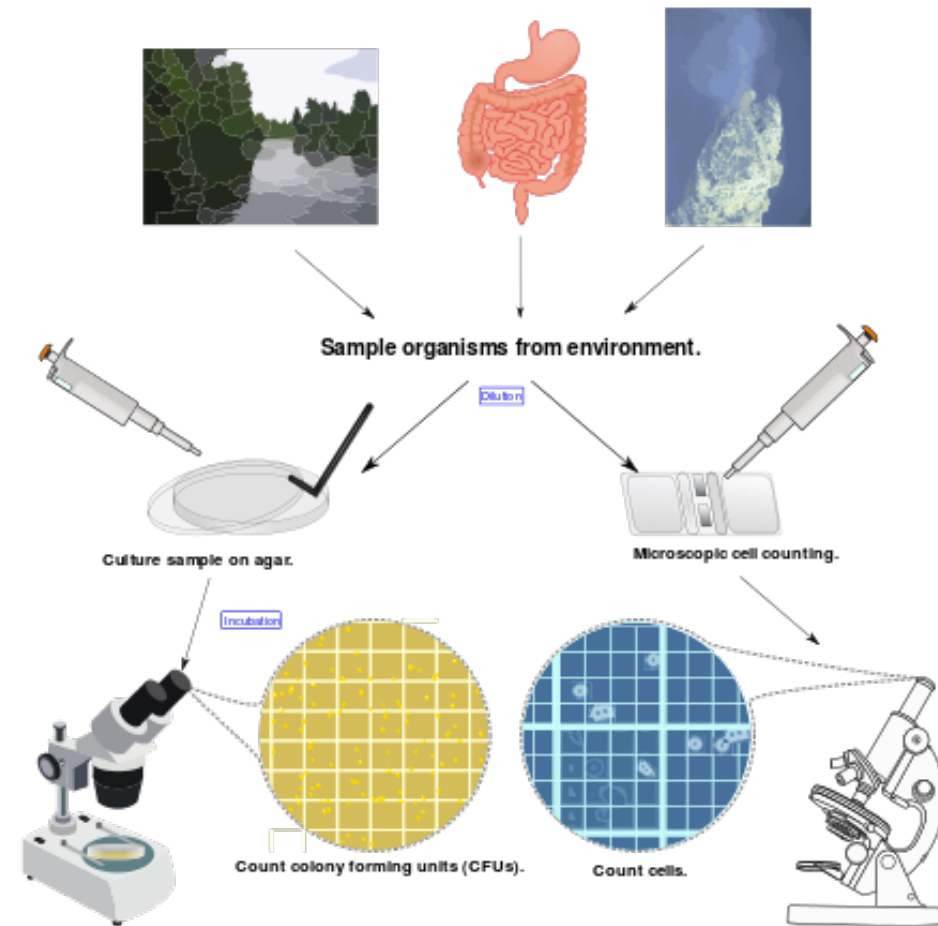 Sample organisms from environment.
Dilution
Culture sample on agar.
Microscopic cell counting.
Incubation
Count colony forming units (CFUs).
Count cells.